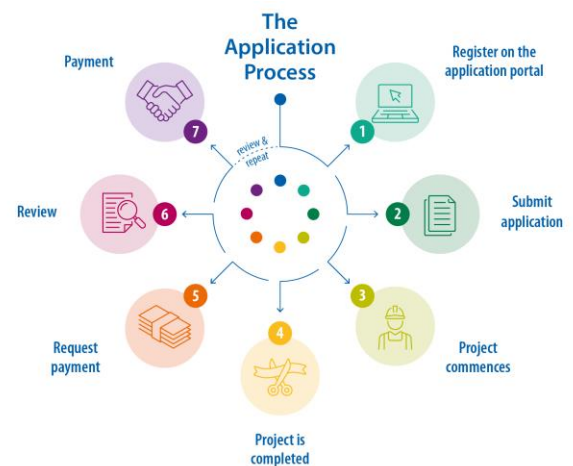 The
Application
Process
1
Register on the
application portal
2
Submit
application
3
Project
commences
4
Project is
completed
5
Request
payment
6
Review
7
Payment
review &
repeat